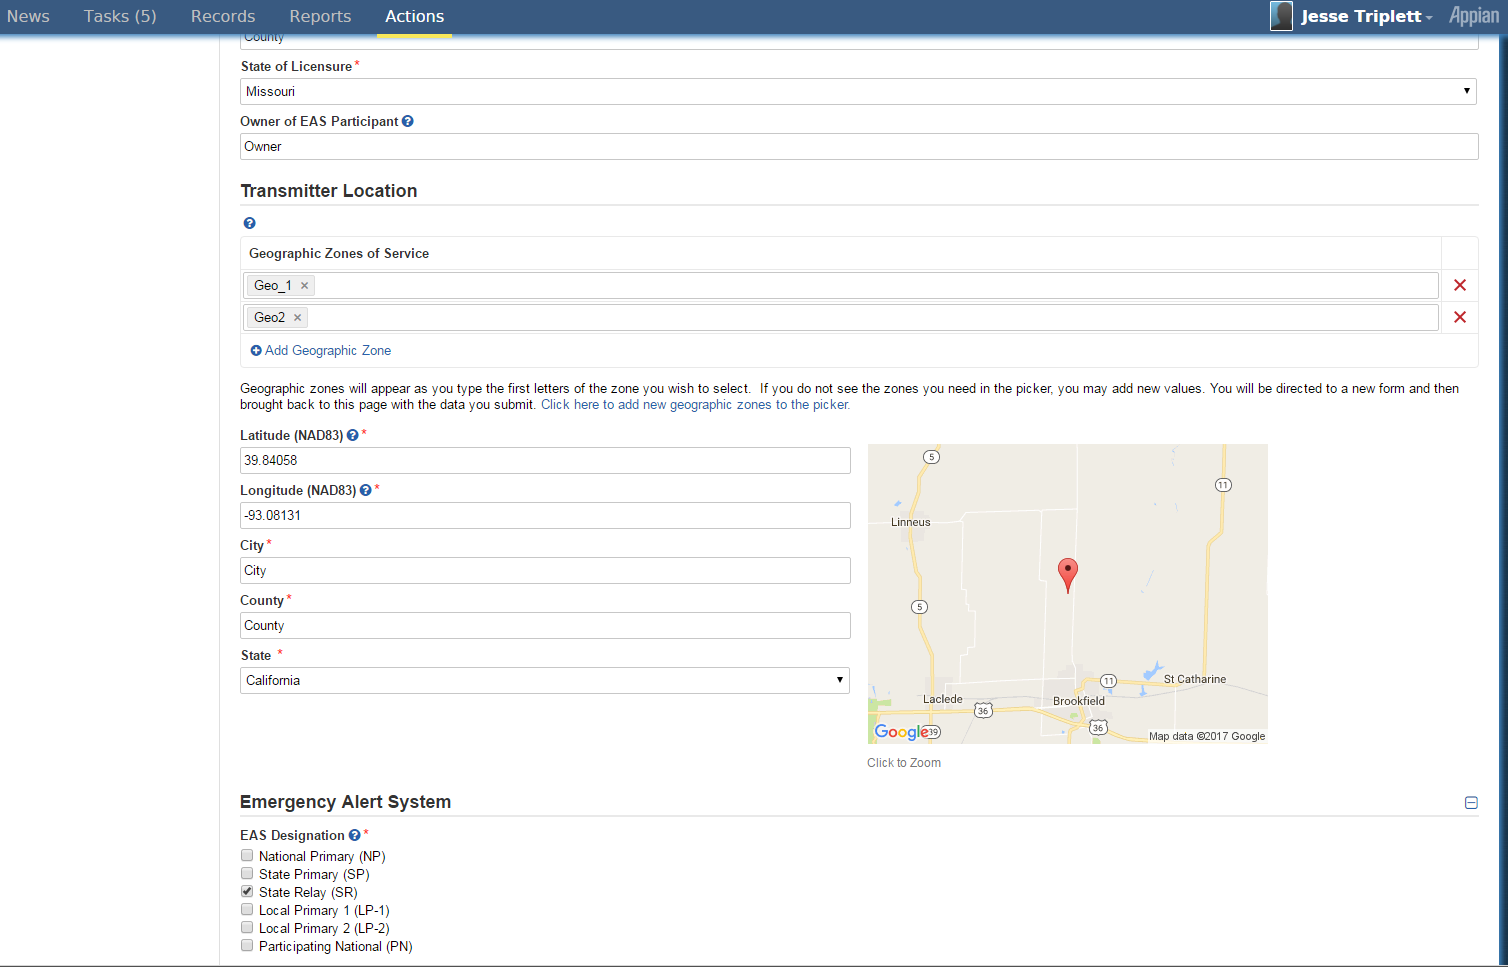 News Tasks (5) Records Reports Actions Jesse Triplett Appian
County
State of Licensure *
Missouri
Owner of EAS Participant ?
Owner
Transmitter Location
?
Geographic Zones of Service
Geo_1 ×
Geo2 ×
Add Geographic Zone
Geographic zones will appear as you type the first letters of the zone you wish to select. If you do not see the zones you need in the picker, you may add new values. You will be directed to a new form and then
brought back to this page with the data you submit. Click here to add new geographic zones to the picker.
Latitude (NAD83) ? *
39.84058
Longitude (NAD83) ? *
-93.08131
City *
City
County *
County
State *
California
5
11
Linneus
5
11
St Catharine
Laclede
Brookfield
36
36
Google
39
Map data ©2017 Google
Click to Zoom
Emergency Alert System
EAS Designation ? *
National Primary (NP)
State Primary (SP)
State Relay (SR)
Local Primary 1 (LP-1)
Local Primary 2 (LP-2)
Participating National (PN)